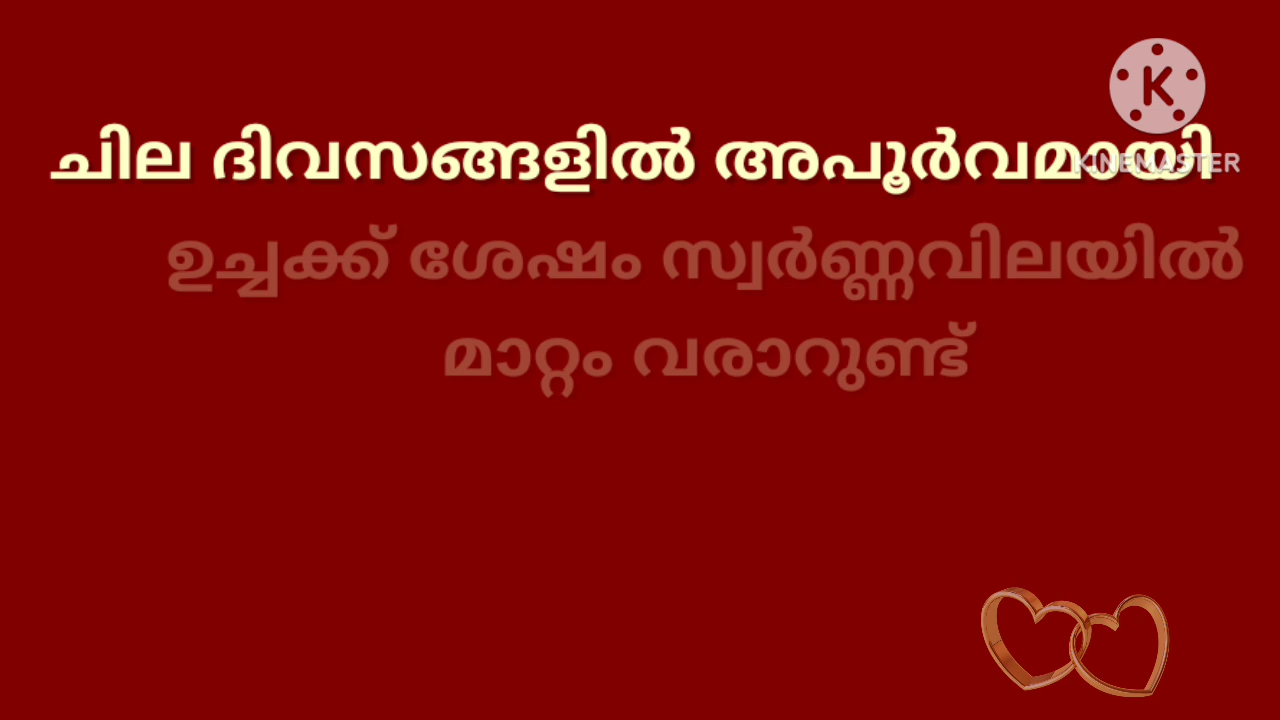 ചില ദിവസങ്ങളിൽ അപൂർവമായി
ഉച്ചക്ക് ശേഷം സ്വർണ്ണവിലയിൽ
മാറ്റം വരാറുണ്ട്
K
KINEMASTER